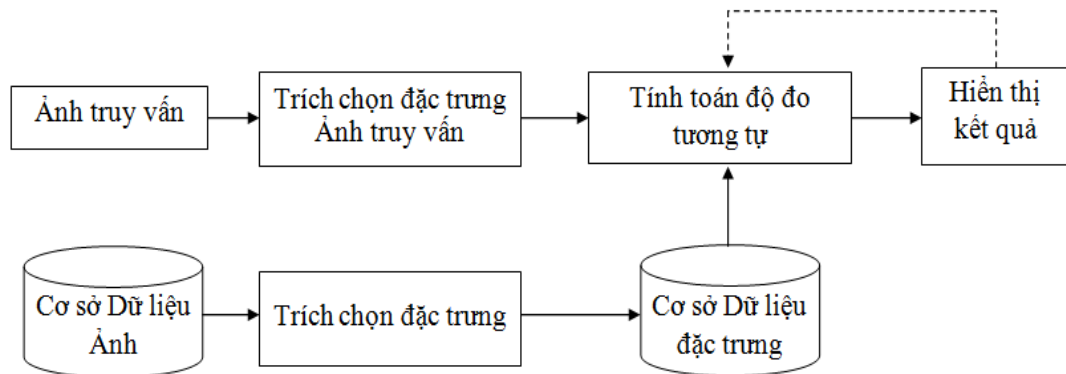 Ảnh truy vấn
Trích chọn đặc trưng
Ảnh truy vấn
Tính toán độ đo
tương tự
Hiển thị
kết quả
Cơ sở Dữ liệu
Ảnh
Trích chọn đặc trưng
Cơ sở Dữ liệu
đặc trưng